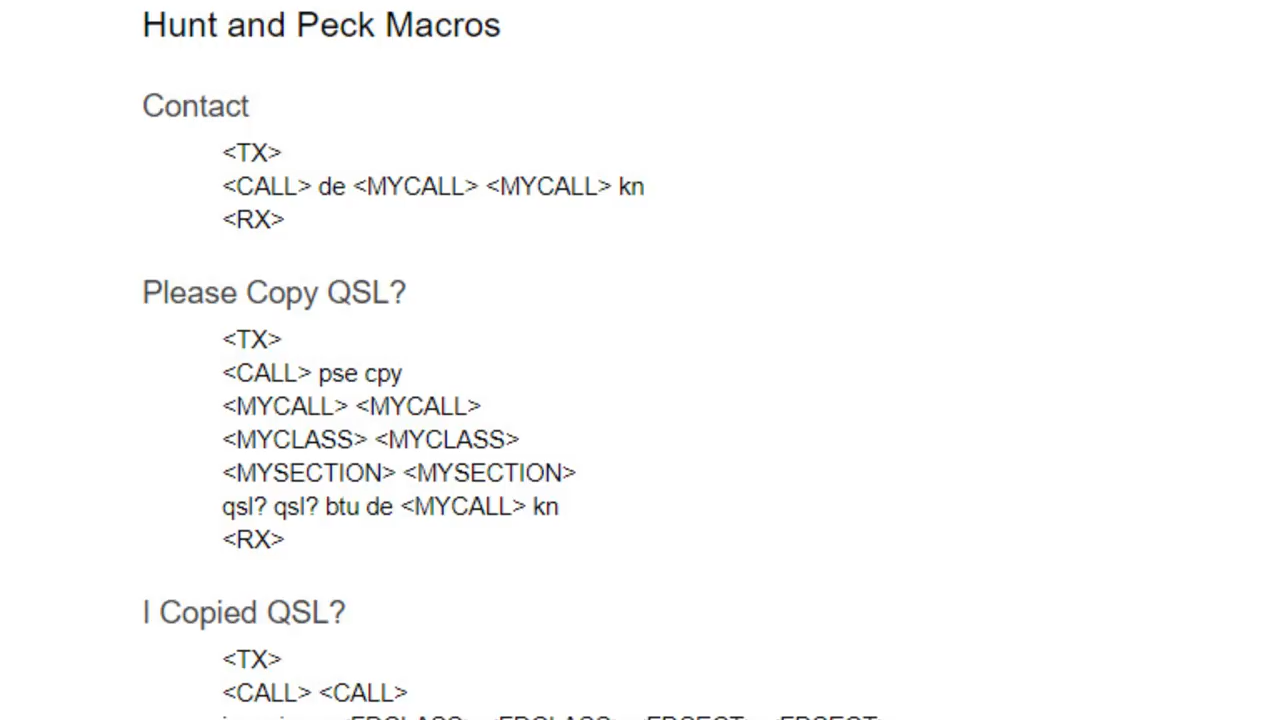 Hunt and Peck Macros
Contact
<TX>
<CALL> de <MYCALL> <MYCALL> kn
<RX>
Please Copy QSL?
<TX>
<CALL> pse cpy
<MYCALL> <MYCALL>
<MYCLASS> <MYCLASS>
<MYSECTION> <MYSECTION>
qsl? qsl? btu de <MYCALL> kn
<RX>
I Copied QSL?
<TX>
<CALL> <CALL>